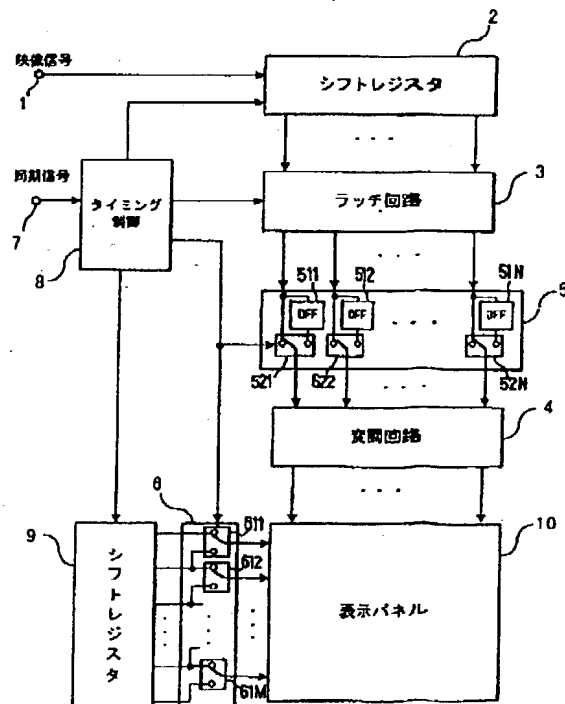 2
映像信号
シフトレジスタ
1
. . .
同期信号
3
タイミング
制御
ラッチ回路
7
8
. . .
511
512
51N
5
OFF
OFF
. . .
OFF
521
522
52N
. . .
4
変調回路
. . .
6
10
9
611
612
シフトレジスタ
表示パネル
61M